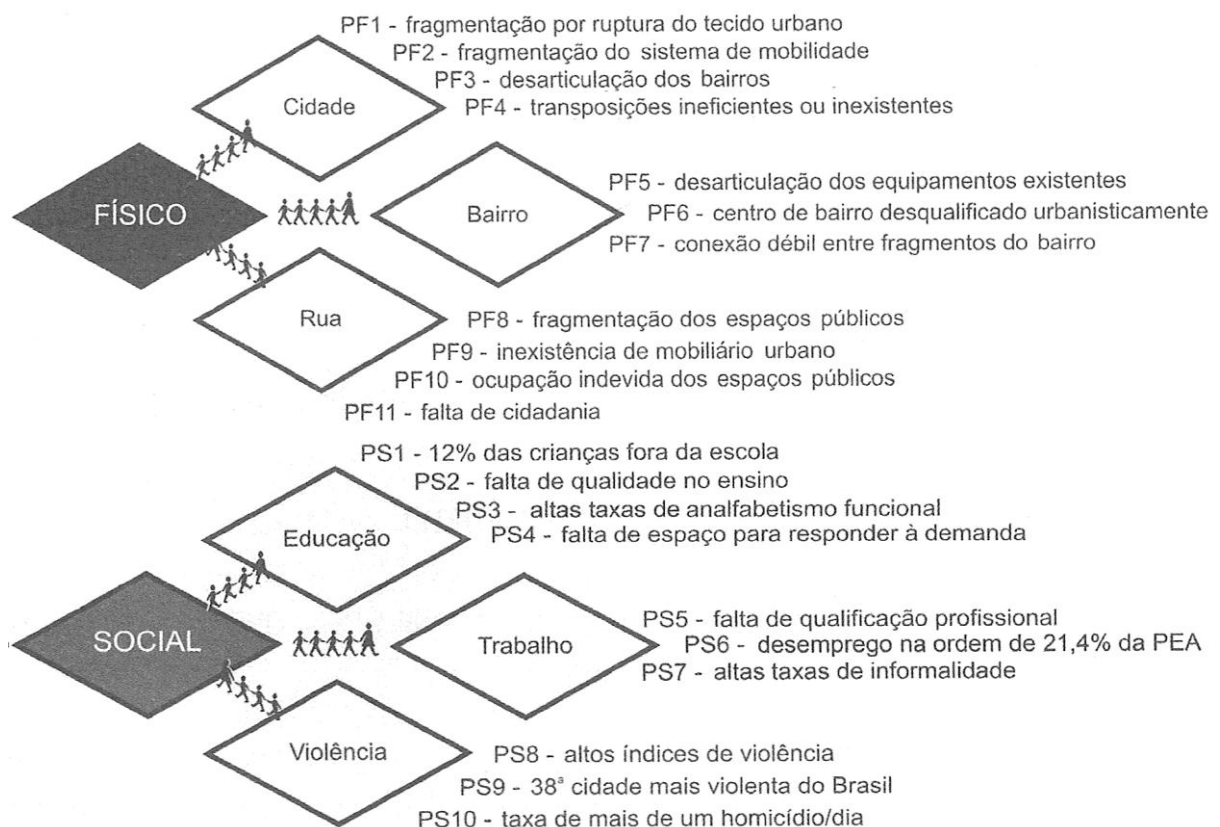 PF1 - fragmentação por ruptura do tecido urbano
PF2 - fragmentação do sistema de mobilidade
PF3 - desarticulação dos bairros
Cidade
PF4 - transposições ineficientes ou inexistentes
FÍSICO
Bairro
PF5 - desarticulação dos equipamentos existentes
PF6 - centro de bairro desqualificado urbanisticamente
PF7 - conexão débil entre fragmentos do bairro
Rua
PF8 - fragmentação dos espaços públicos
PF9 - inexistência de mobiliário urbano
PF10 - ocupação indevida dos espaços públicos
PF11 - falta de cidadania
PS1 - 12% das crianças fora da escola
PS2 - falta de qualidade no ensino
PS3 - altas taxas de analfabetismo funcional
Educação
PS4 - falta de espaço para responder à demanda
SOCIAL
Trabalho
PS5 - falta de qualificação profissional
PS6 - desemprego na ordem de 21,4% da PEA
PS7 - altas taxas de informalidade
Violência
PS8 - altos índices de violência
PS9 - 38ª cidade mais violenta do Brasil
PS10 - taxa de mais de um homicídio/dia